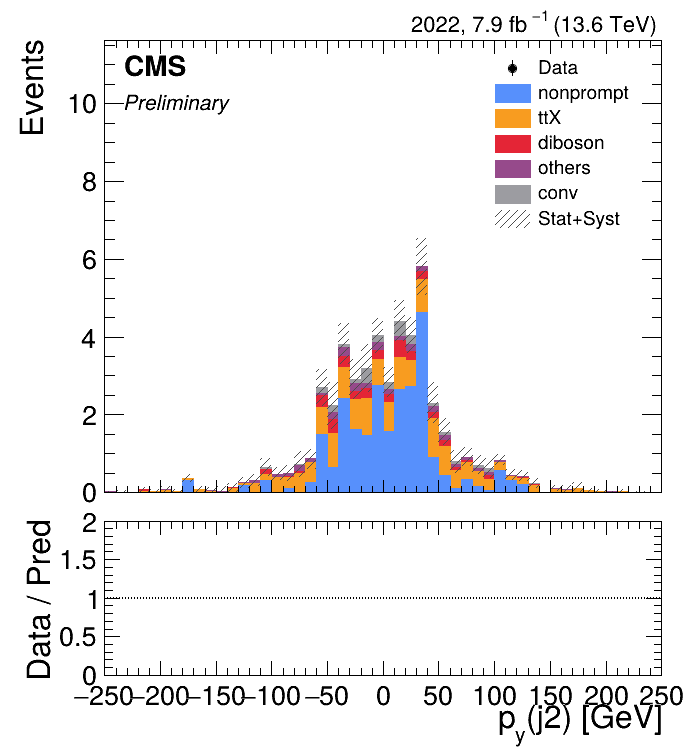 2022, 7.9 fb⁻¹ (13.6 TeV)
CMS
Preliminary
Data
nonprompt
ttX
diboson
others
conv
Stat+Syst
Events
10
8
6
4
2
0
Data / Pred
2
1.5
1
0.5
0
−250 −200 −150 −100 −50 0 50 100 150 200 250
p_y(j2) [GeV]